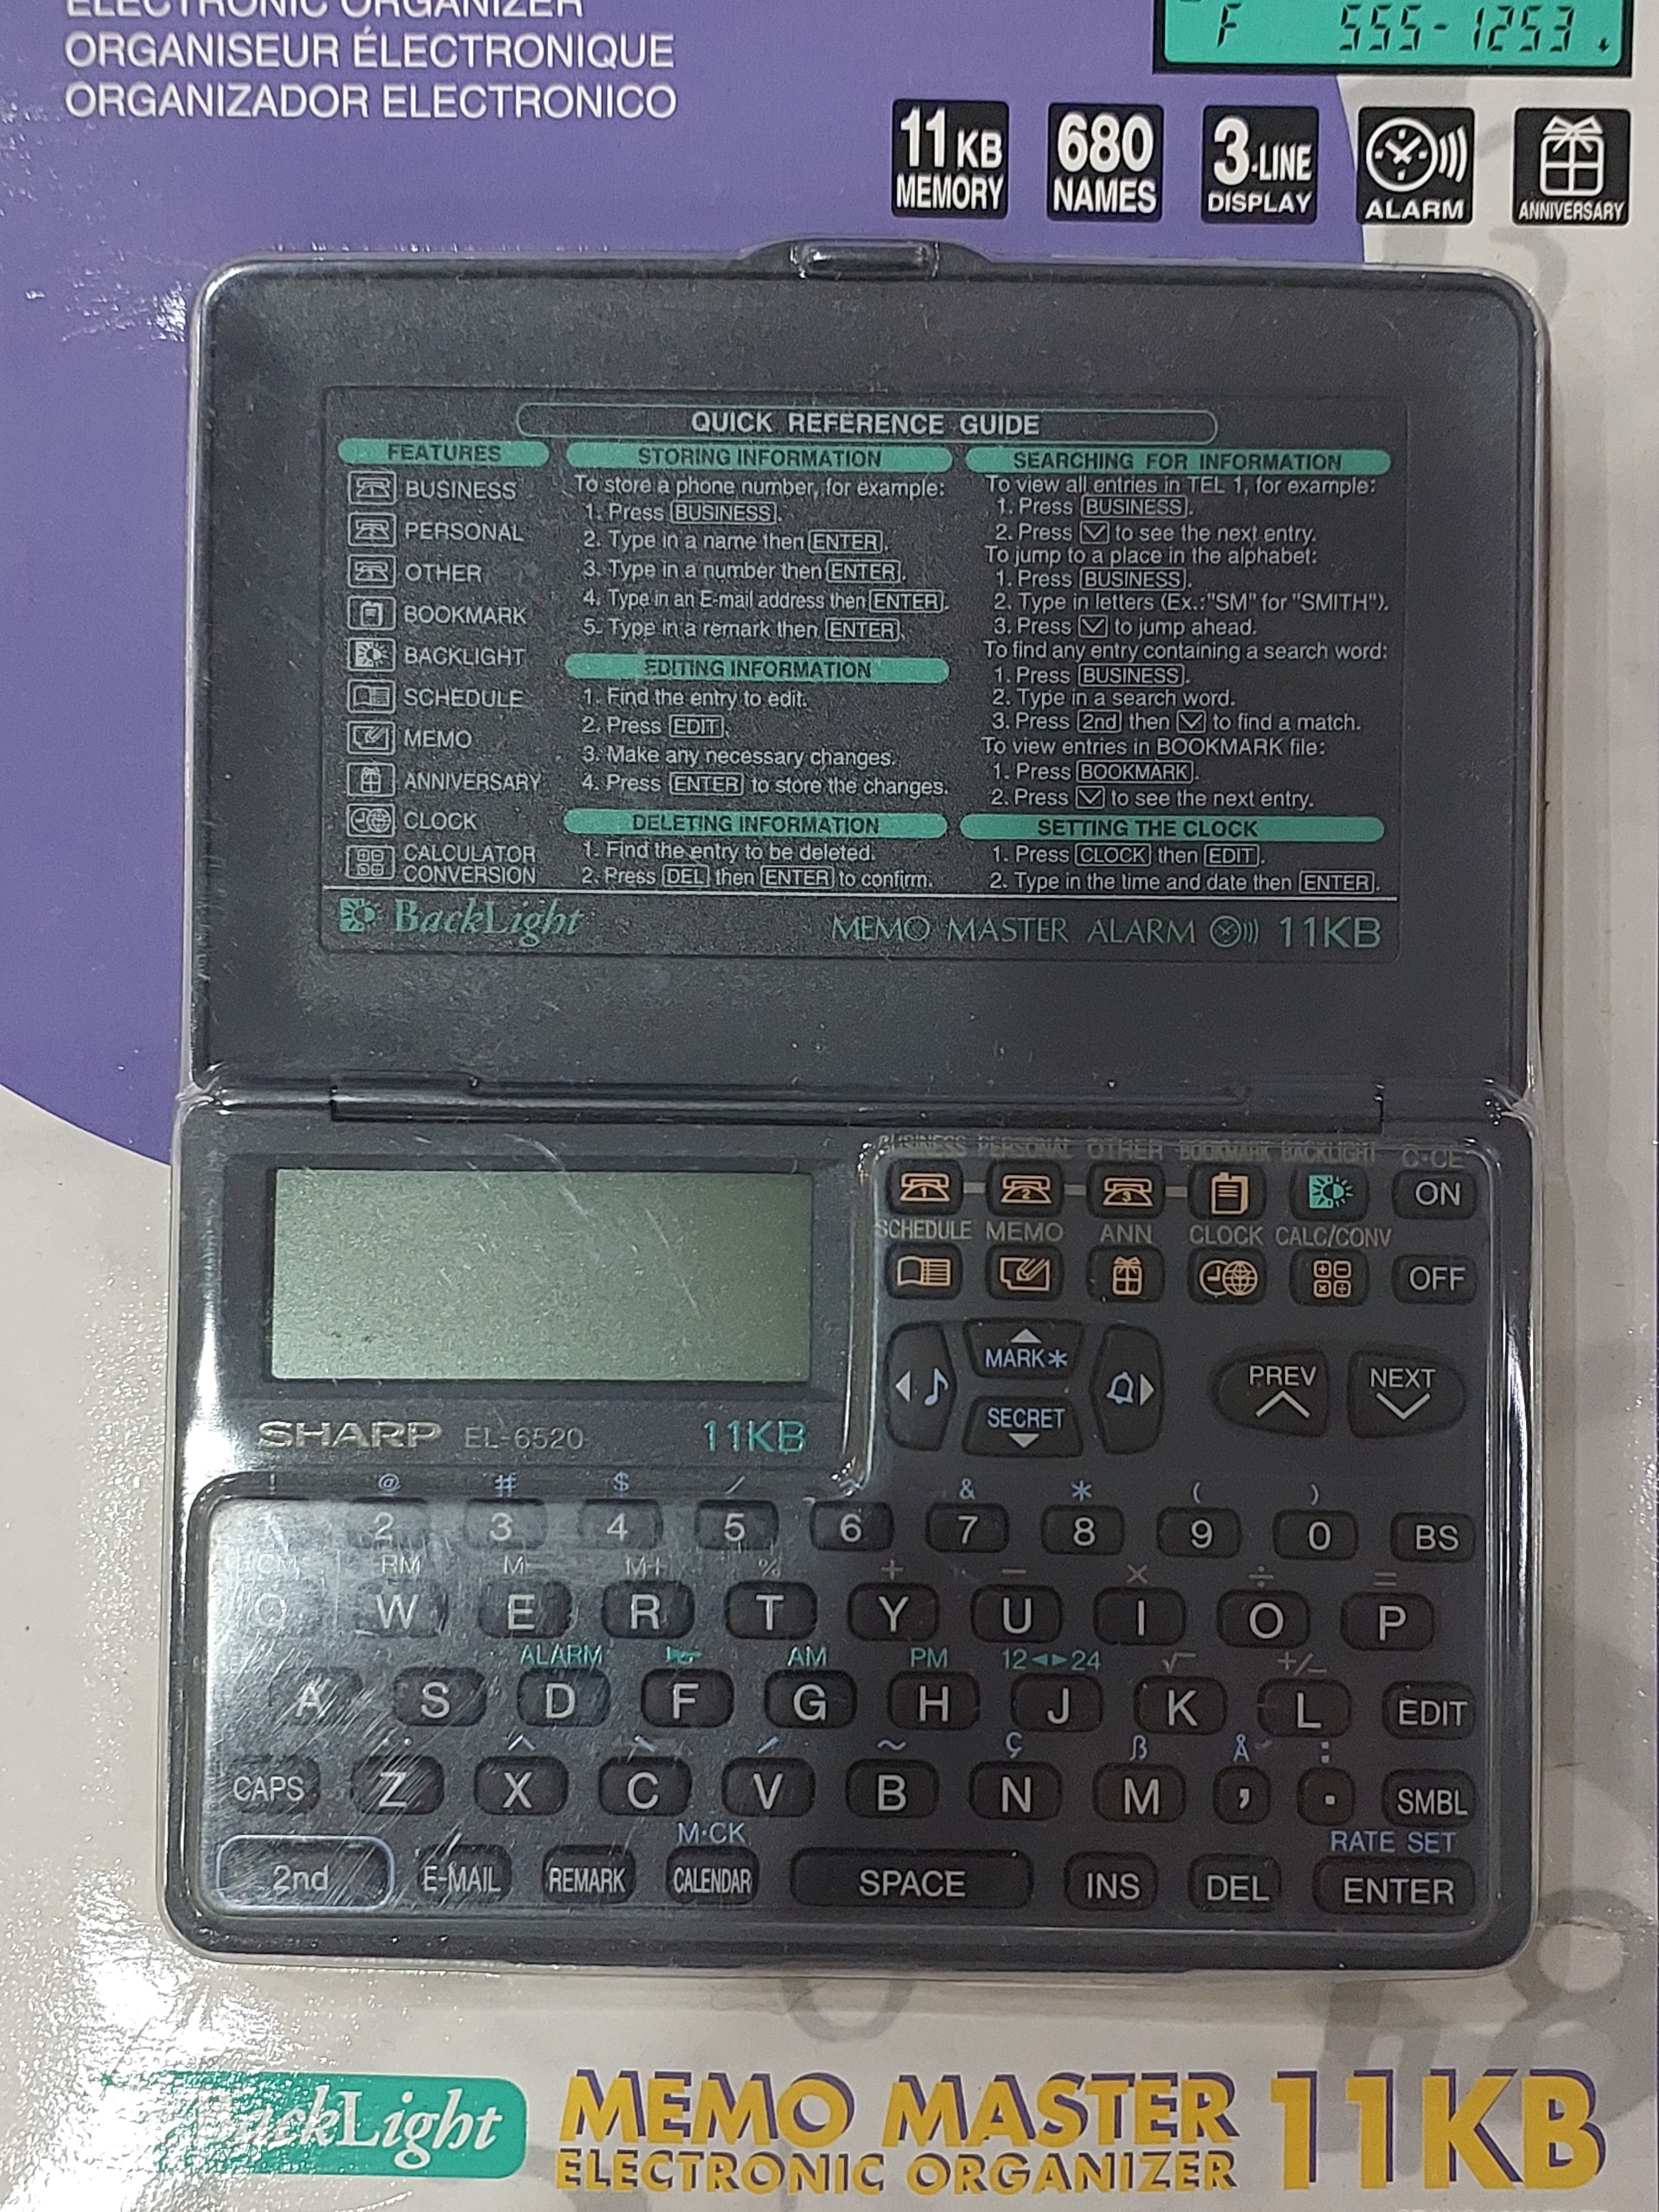 ELECTRONIC ORGANIZER
ORGANISEUR ÉLECTRONIQUE
ORGANIZADOR ELECTRONICO
F 555-1253
11KB MEMORY
680 NAMES
3-LINE DISPLAY
ALARM
ANNIVERSARY
QUICK REFERENCE GUIDE
FEATURES
BUSINESS
PERSONAL
OTHER
BOOKMARK
BACKLIGHT
SCHEDULE
MEMO
ANNIVERSARY
CLOCK
CALCULATOR
CONVERSION
STORING INFORMATION
To store a phone number, for example:
1. Press BUSINESS.
2. Type in a name then ENTER.
3. Type in a number then ENTER.
4. Type in an E-mail address then ENTER.
5. Type in a remark then ENTER.
EDITING INFORMATION
1. Find the entry to edit.
2. Press EDIT.
3. Make any necessary changes.
4. Press ENTER to store the changes.
DELETING INFORMATION
1. Find the entry to be deleted.
2. Press DEL then ENTER to confirm.
SEARCHING FOR INFORMATION
To view all entries in TEL 1, for example:
1. Press BUSINESS.
2. Press to see the next entry.
To jump to a place in the alphabet:
1. Press BUSINESS.
2. Type in letters (Ex.:"SM" for "SMITH").
3. Press to jump ahead.
To find any entry containing a search word:
1. Press BUSINESS.
2. Type in a search word.
3. Press 2nd then to find a match.
To view entries in BOOKMARK file:
1. Press BOOKMARK.
2. Press to see the next entry.
SETTING THE CLOCK
1. Press CLOCK then EDIT.
2. Type in the time and date then ENTER.
BackLight
MEMO MASTER ALARM 11KB
BUSINESS PERSONAL OTHER BOOKMARK BACKLIGHT C·CE
1 2 3 ON
SCHEDULE MEMO ANN CLOCK CALC/CONV
OFF
MARK*
SECRET
PREV NEXT
SHARP EL-6520 11KB
! @ # $ / & * ( )
2 3 4 5 6 7 8 9 0 BS
RM M- M+ % + − × ÷ =
Q W E R T Y U I O P
ALARM AM PM 12◄►24 √ +/−
A S D F G H J K L EDIT
~ Ç ß Å :
CAPS Z X C V B N M , . SMBL
M·CK RATE SET
2nd E-MAIL REMARK CALENDAR SPACE INS DEL ENTER
BackLight
MEMO MASTER 11KB
ELECTRONIC ORGANIZER